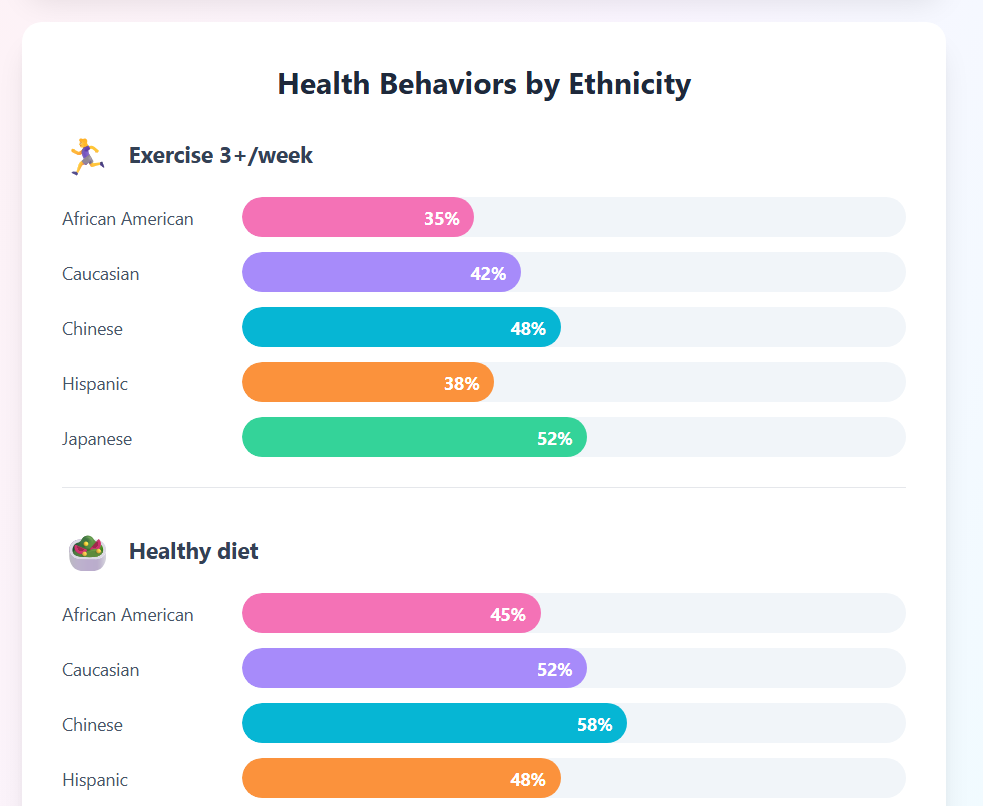 Health Behaviors by Ethnicity
Exercise 3+/week
African American 35%
Caucasian 42%
Chinese 48%
Hispanic 38%
Japanese 52%
Healthy diet
African American 45%
Caucasian 52%
Chinese 58%
Hispanic 48%